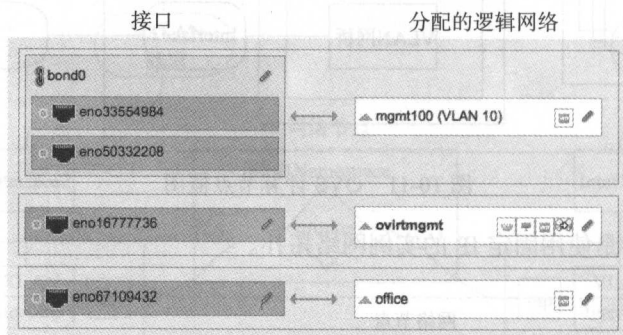 接口
分配的逻辑网络
bond0
eno33554984
mgmt100 (VLAN 10)
eno50332208
eno16777736
ovirtmgmt
eno67109432
office